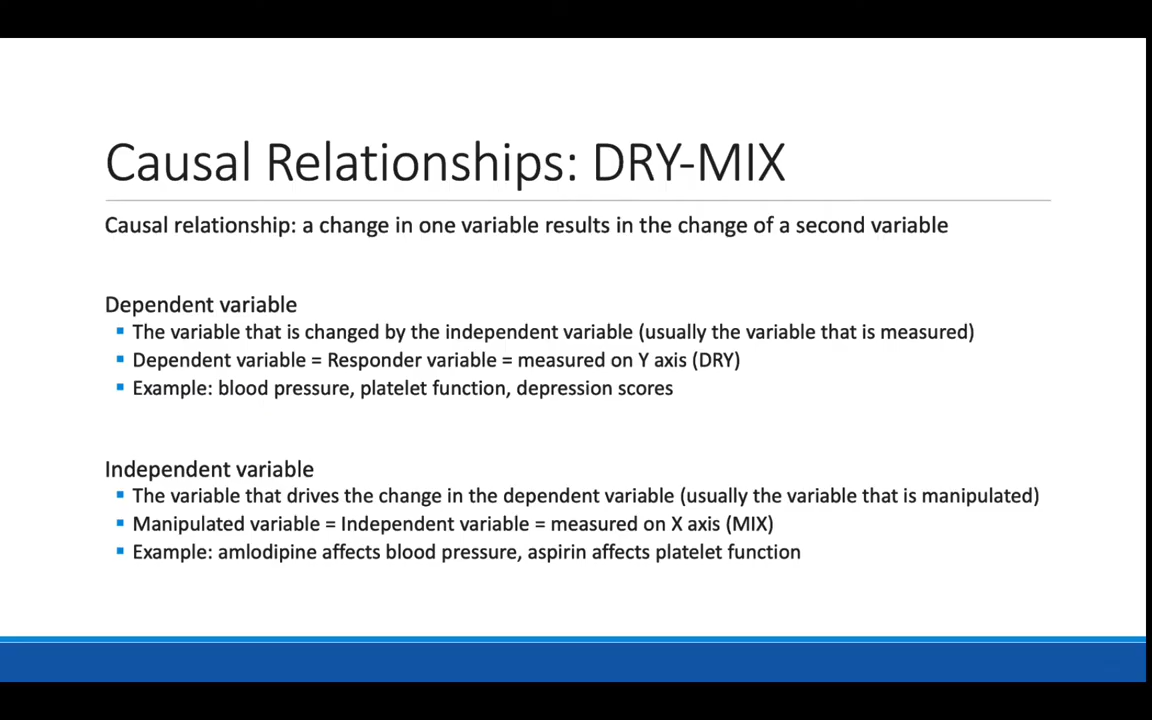 Causal Relationships: DRY-MIX
Causal relationship: a change in one variable results in the change of a second variable
Dependent variable
▪ The variable that is changed by the independent variable (usually the variable that is measured)
▪ Dependent variable = Responder variable = measured on Y axis (DRY)
▪ Example: blood pressure, platelet function, depression scores
Independent variable
▪ The variable that drives the change in the dependent variable (usually the variable that is manipulated)
▪ Manipulated variable = Independent variable = measured on X axis (MIX)
▪ Example: amlodipine affects blood pressure, aspirin affects platelet function